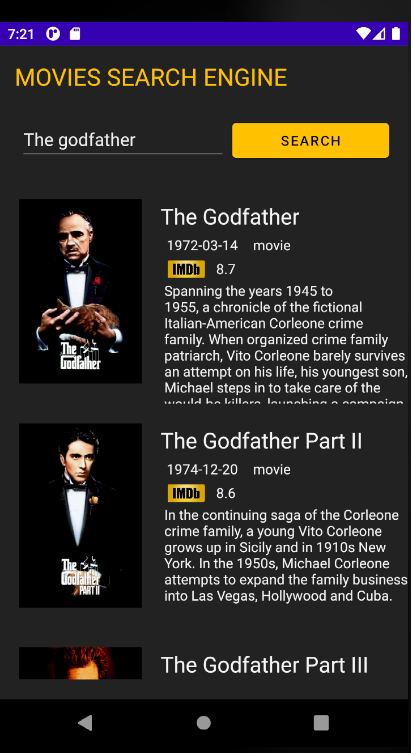 7:21
MOVIES SEARCH ENGINE
The godfather
SEARCH
The Godfather
1972-03-14 movie
IMDb 8.7
Spanning the years 1945 to
1955, a chronicle of the fictional
Italian-American Corleone crime
family. When organized crime family
patriarch, Vito Corleone barely survives
an attempt on his life, his youngest son,
Michael steps in to take care of the
would-be killers, launching a campaign
The Godfather
The Godfather Part II
1974-12-20 movie
IMDb 8.6
In the continuing saga of the Corleone
crime family, a young Vito Corleone
grows up in Sicily and in 1910s New
York. In the 1950s, Michael Corleone
attempts to expand the family business
into Las Vegas, Hollywood and Cuba.
The
Godfather
PART II
The Godfather Part III